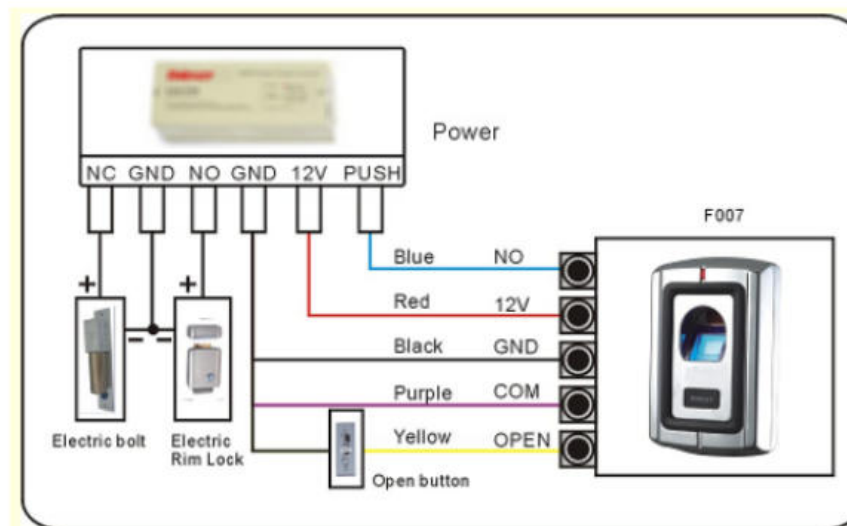 Power
NC GND NO GND 12V PUSH
F007
Blue NO
Red 12V
Black GND
Purple COM
Yellow OPEN
+
+
- -
Electric bolt
Electric
Rim Lock
Open button